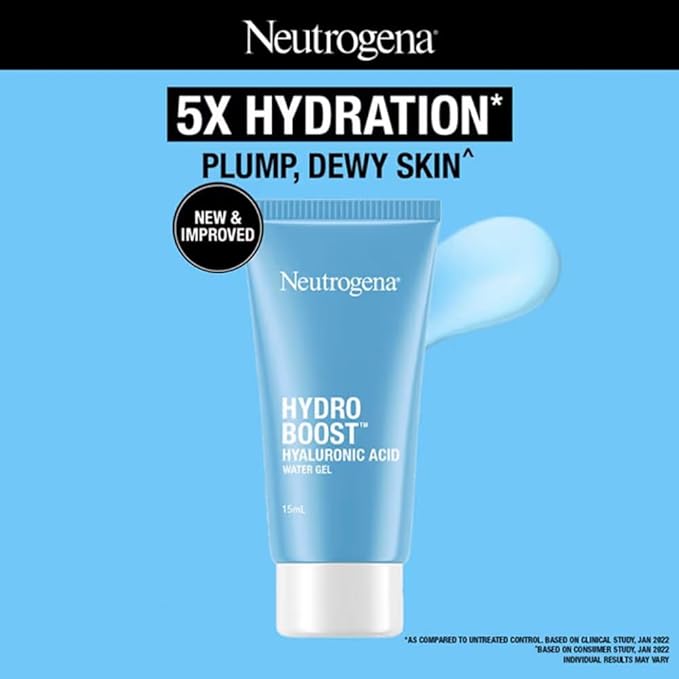 Neutrogena®
5X HYDRATION*
PLUMP, DEWY SKIN^
NEW &
IMPROVED
Neutrogena®
HYDRO
BOOST™
HYALURONIC ACID
WATER GEL
15mL
*AS COMPARED TO UNTREATED CONTROL. BASED ON CLINICAL STUDY, JAN 2022
^BASED ON CONSUMER STUDY, JAN 2022
INDIVIDUAL RESULTS MAY VARY